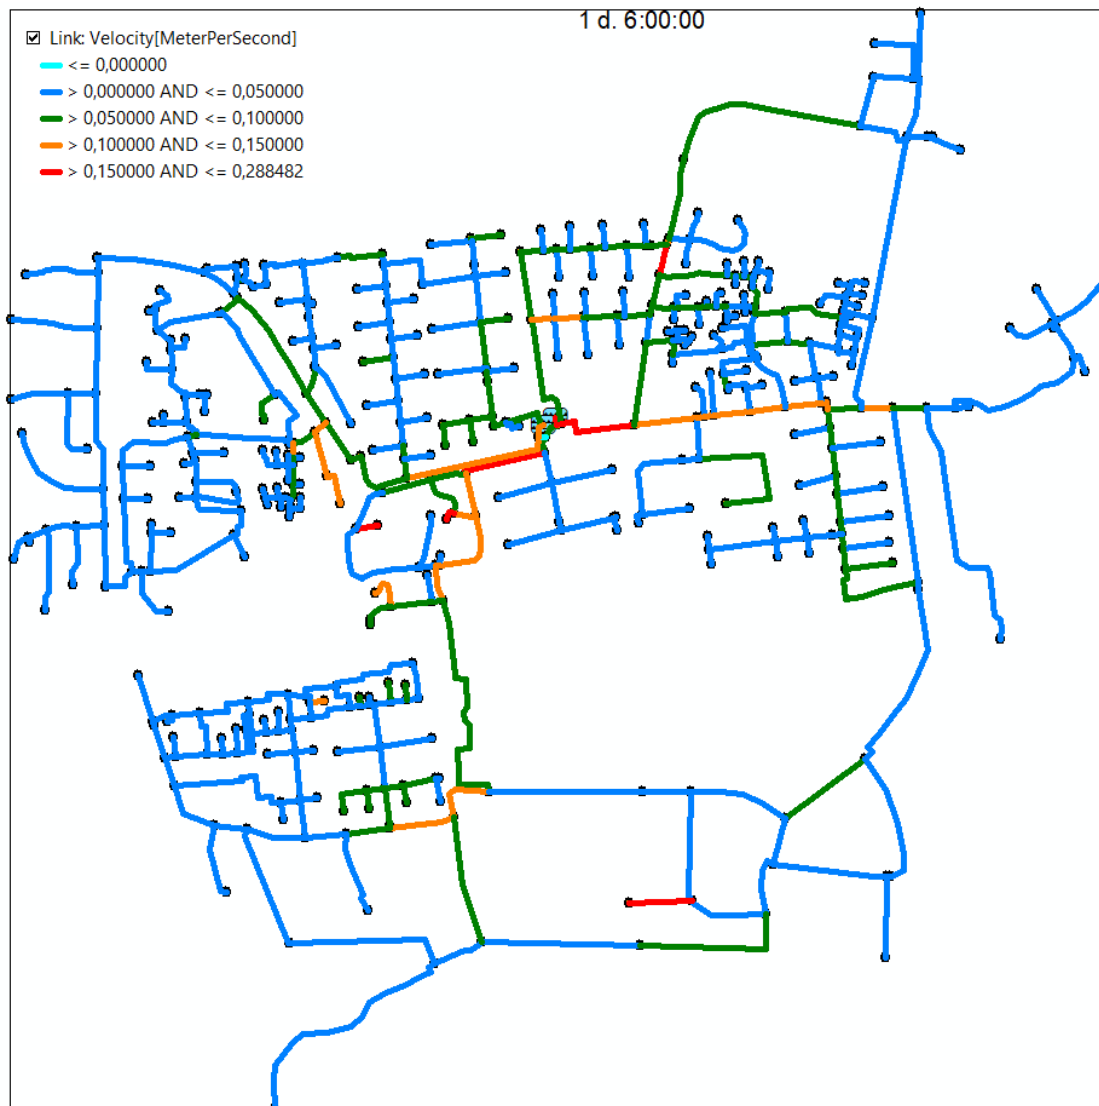 1 d. 6:00:00
Link: Velocity[MeterPerSecond]
<= 0,000000
> 0,000000 AND <= 0,050000
> 0,050000 AND <= 0,100000
> 0,100000 AND <= 0,150000
> 0,150000 AND <= 0,288482